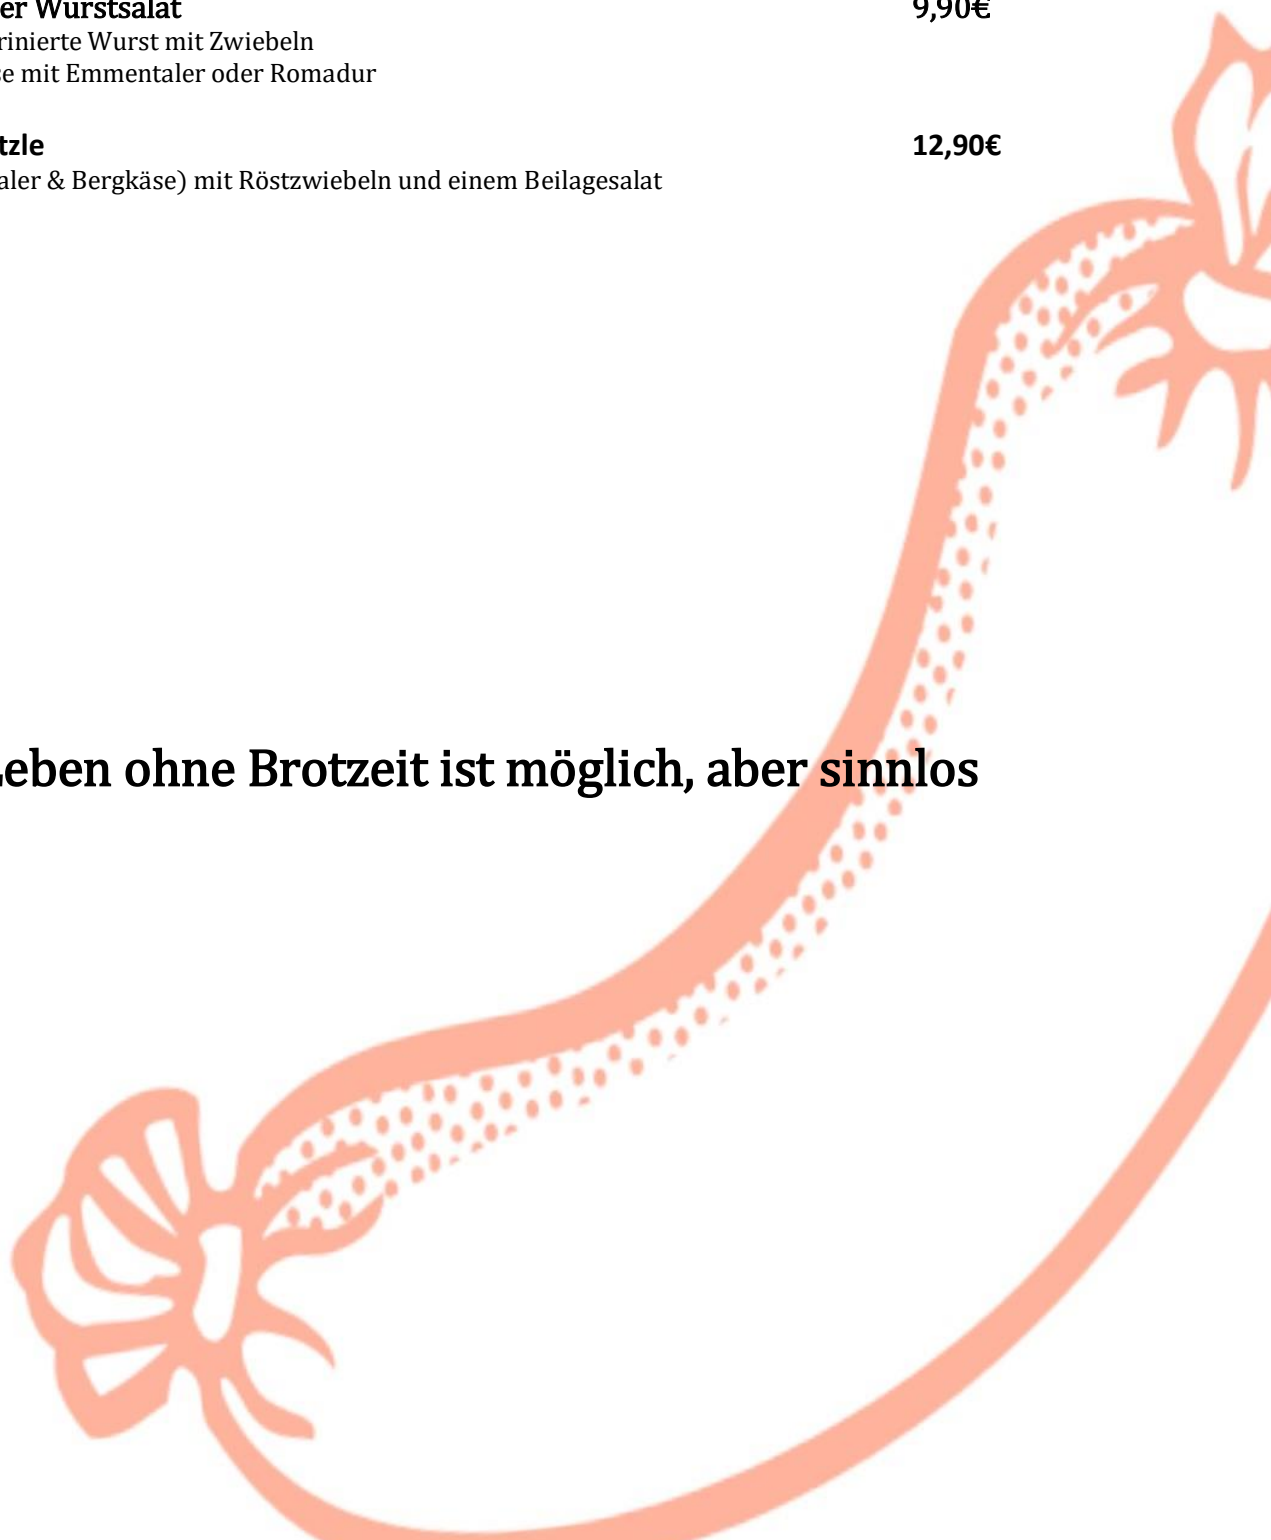 er Wurstsalat 9,90€
rinierte Wurst mit Zwiebeln
se mit Emmentaler oder Romadur
tzle 12,90€
aler & Bergkäse) mit Röstzwiebeln und einem Beilagesalat
Leben ohne Brotzeit ist möglich, aber sinnlos